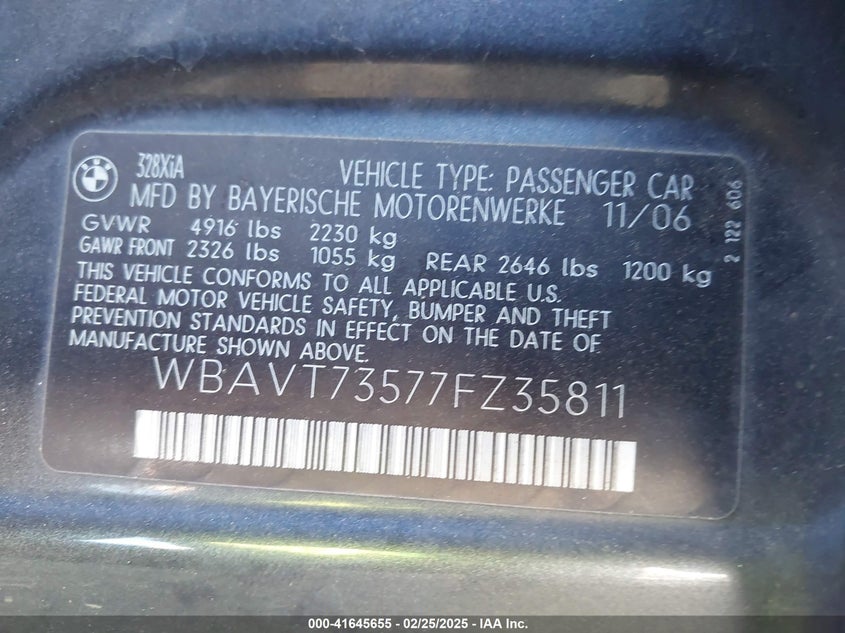 BMW
328XiA
VEHICLE TYPE: PASSENGER CAR
MFD BY BAYERISCHE MOTORENWERKE 11/06
GVWR 4916 lbs 2230 kg
GAWR FRONT 2326 lbs 1055 kg REAR 2646 lbs 1200 kg
THIS VEHICLE CONFORMS TO ALL APPLICABLE U.S.
FEDERAL MOTOR VEHICLE SAFETY, BUMPER AND THEFT
PREVENTION STANDARDS IN EFFECT ON THE DATE OF
MANUFACTURE SHOWN ABOVE.
WBAVT73577FZ35811
2 122 606
000-41645655 - 02/25/2025 - IAA Inc.